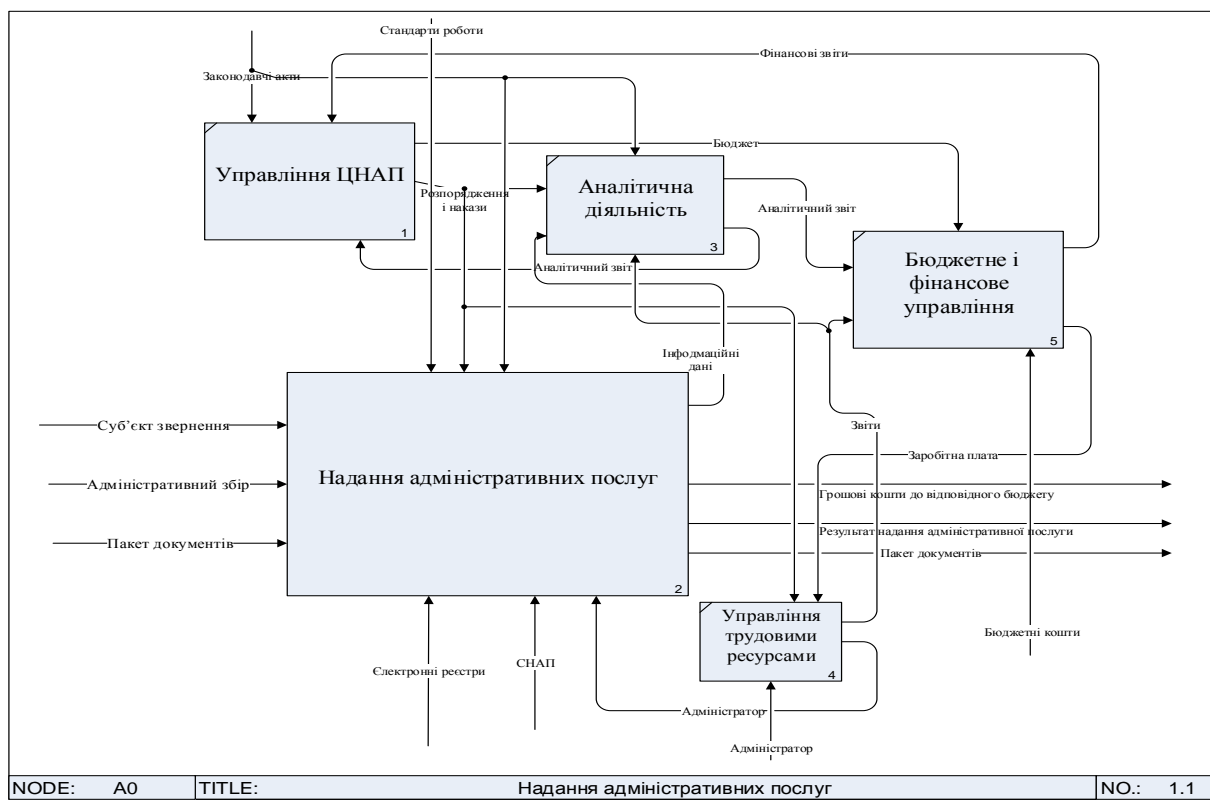 Стандарти роботи
Фінансові звіти
Законодавчі акти
Управління ЦНАП
1
Бюджет
Розпорядження
і накази
Аналітична
діяльність
3
Аналітичний звіт
Аналітичний звіт
Бюджетне і
фінансове
управління
5
Інфодмаційні
дані
Суб’єкт звернення
Адміністративний збір
Пакет документів
Надання адміністративних послуг
2
Звіти
Заробітна плата
Грошові кошти до відповідного бюджету
Результат надання адміністративної послуги
Пакет документів
Управління
трудовими
ресурсами
4
Бюджетні кошти
Єлектронні реєстри
СНАП
Адміністратор
Адміністратор
NODE: A0 TITLE: Надання адміністративних послуг NO.: 1.1